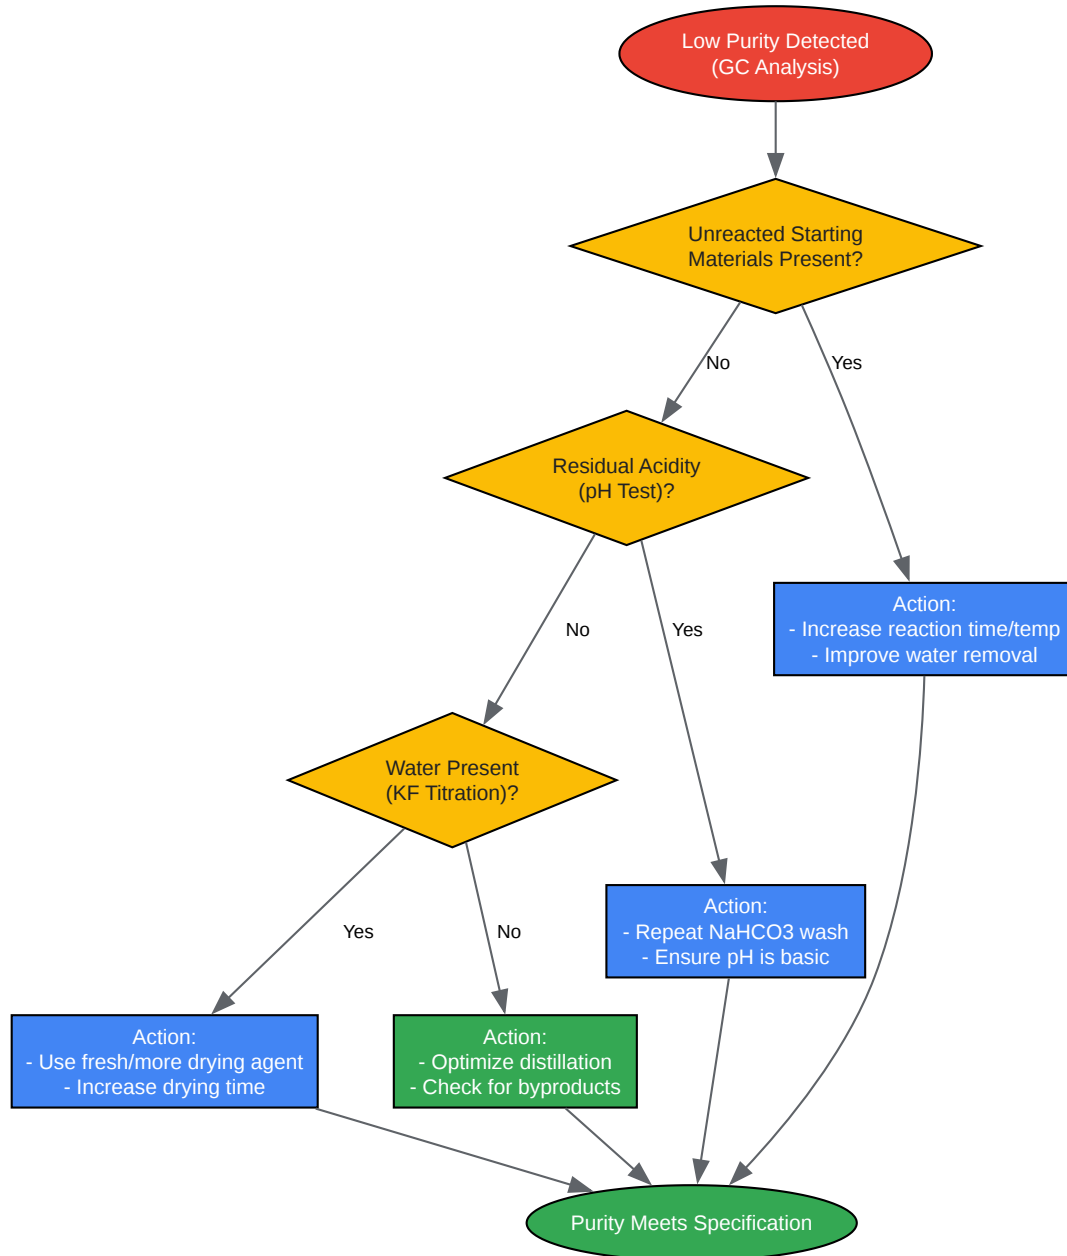 Low Purity Detected
(GC Analysis)
Unreacted Starting
Materials Present?
No
Yes
Residual Acidity
(pH Test)?
No
Yes
Action:
- Increase reaction time/temp
- Improve water removal
Water Present
(KF Titration)?
Yes
No
Action:
- Repeat NaHCO3 wash
- Ensure pH is basic
Action:
- Use fresh/more drying agent
- Increase drying time
Action:
- Optimize distillation
- Check for byproducts
Purity Meets Specification